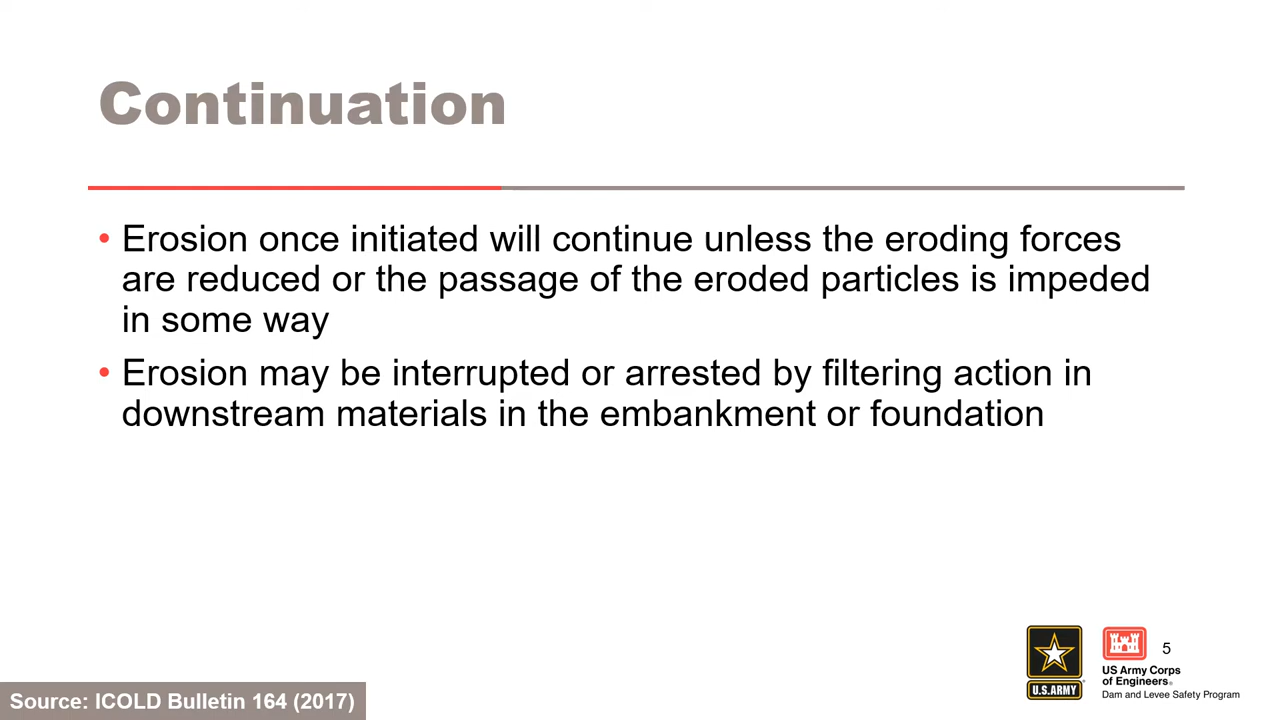 Continuation
• Erosion once initiated will continue unless the eroding forces
are reduced or the passage of the eroded particles is impeded
in some way
• Erosion may be interrupted or arrested by filtering action in
downstream materials in the embankment or foundation
5
U.S.ARMY
US Army Corps
of Engineers®
Dam and Levee Safety Program
Source: ICOLD Bulletin 164 (2017)